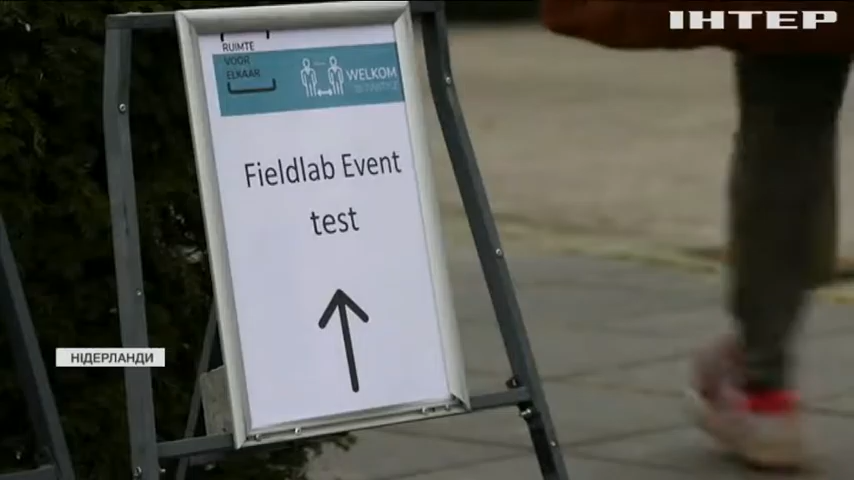 ІНТЕР
RUIMTE
VOOR
ELKAAR
WELKOM
Fieldlab Event
test
НІДЕРЛАНДИ